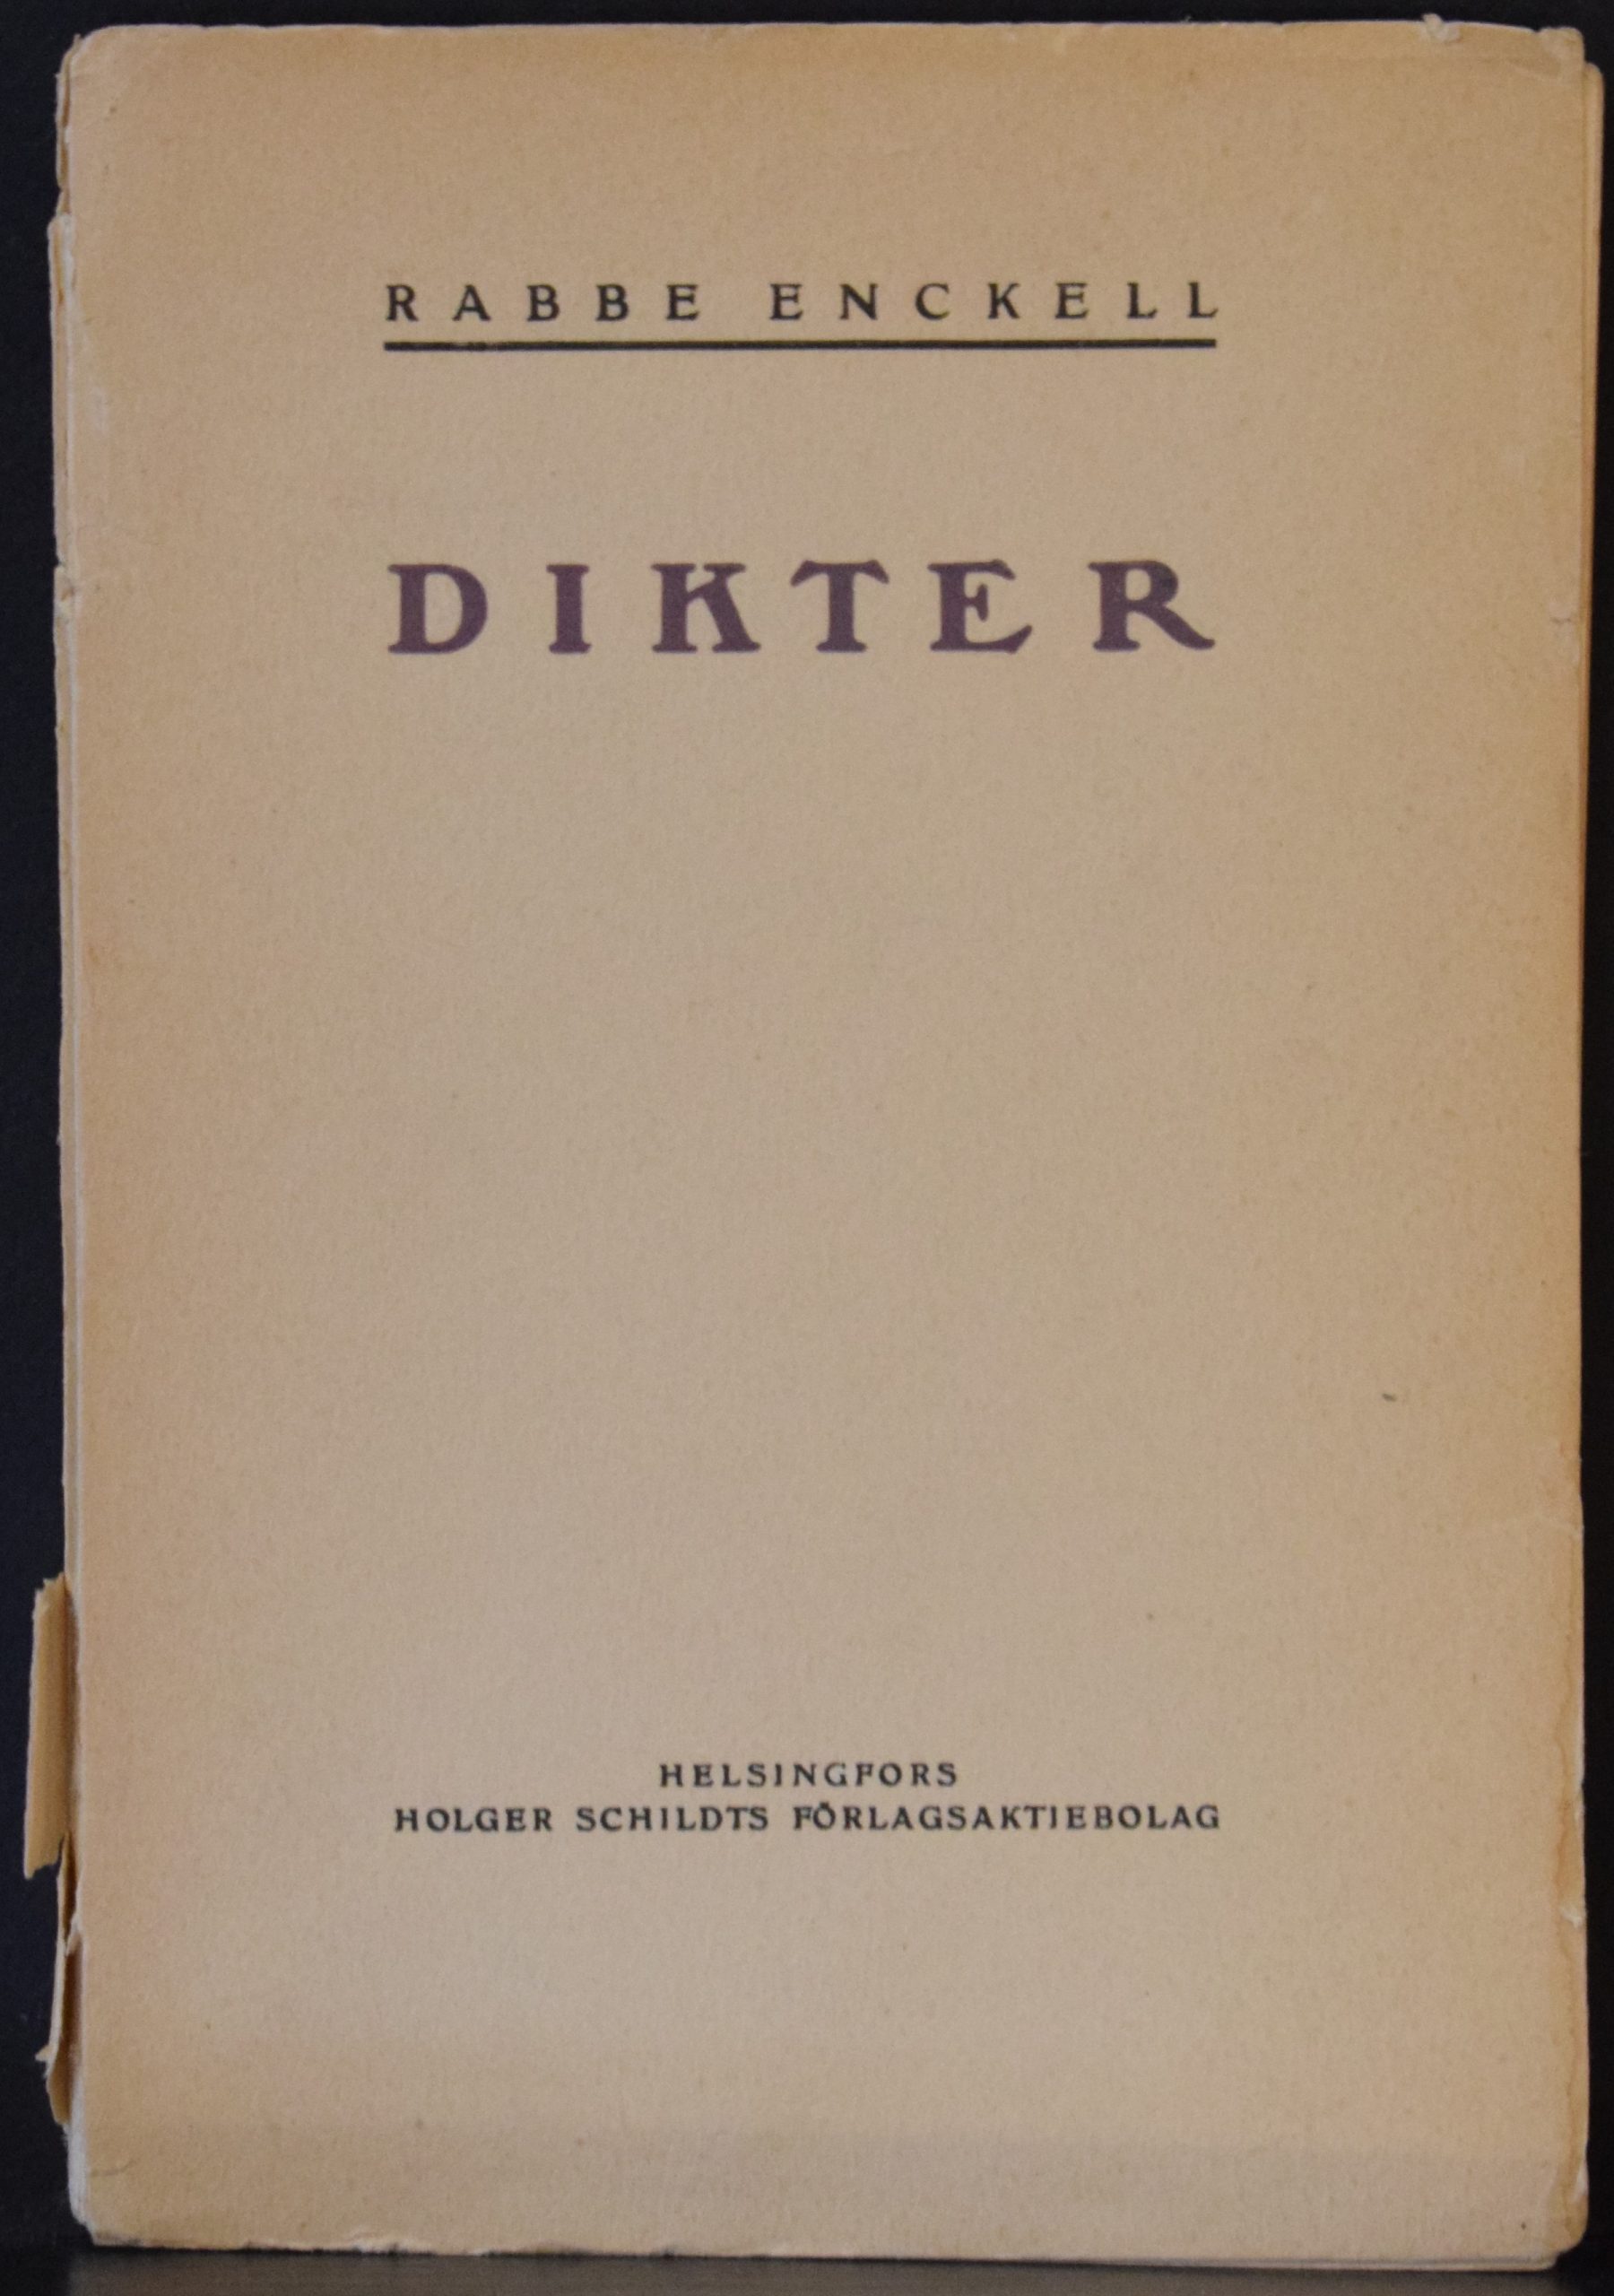 RABBE ENCKELL
DIKTER
HELSINGFORS
HOLGER SCHILDTS FÖRLAGSAKTIEBOLAG